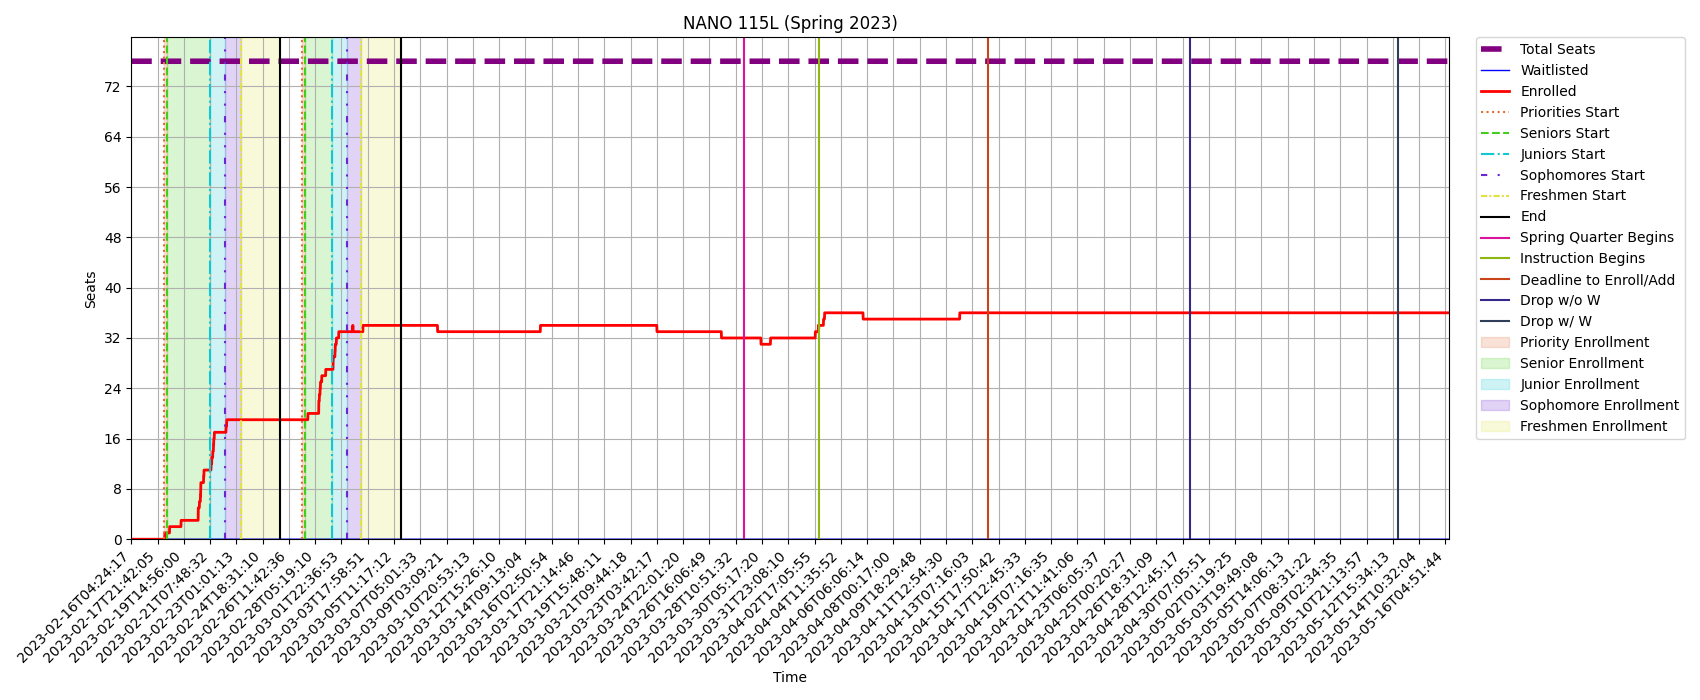 NANO 115L (Spring 2023)
Seats
72
64
56
48
40
32
24
16
8
0
2023-02-16T04:24:17
2023-02-17T21:42:05
2023-02-19T14:56:00
2023-02-21T07:48:32
2023-02-23T01:01:13
2023-02-24T18:31:10
2023-02-26T11:42:36
2023-02-28T05:19:10
2023-03-01T22:36:53
2023-03-03T17:58:51
2023-03-05T11:17:12
2023-03-07T05:01:33
2023-03-09T03:09:21
2023-03-10T20:53:13
2023-03-12T15:26:10
2023-03-14T09:13:04
2023-03-16T02:50:54
2023-03-17T21:14:46
2023-03-19T15:48:11
2023-03-21T09:44:18
2023-03-23T03:42:17
2023-03-24T22:01:20
2023-03-26T16:06:49
2023-03-28T10:51:32
2023-03-30T05:17:20
2023-03-31T23:08:10
2023-04-02T17:05:55
2023-04-04T11:35:52
2023-04-06T06:06:14
2023-04-08T00:17:00
2023-04-09T18:29:48
2023-04-11T12:54:30
2023-04-13T07:16:03
2023-04-15T17:50:42
2023-04-17T12:45:33
2023-04-19T07:16:35
2023-04-21T11:41:06
2023-04-23T06:05:37
2023-04-25T00:20:27
2023-04-26T18:31:09
2023-04-28T12:45:17
2023-04-30T07:05:51
2023-05-02T01:19:25
2023-05-03T19:49:08
2023-05-05T14:06:13
2023-05-07T08:31:22
2023-05-09T02:34:35
2023-05-10T21:13:57
2023-05-12T15:34:13
2023-05-14T10:32:04
2023-05-16T04:51:44
Time
Total Seats
Waitlisted
Enrolled
Priorities Start
Seniors Start
Juniors Start
Sophomores Start
Freshmen Start
End
Spring Quarter Begins
Instruction Begins
Deadline to Enroll/Add
Drop w/o W
Drop w/ W
Priority Enrollment
Senior Enrollment
Junior Enrollment
Sophomore Enrollment
Freshmen Enrollment